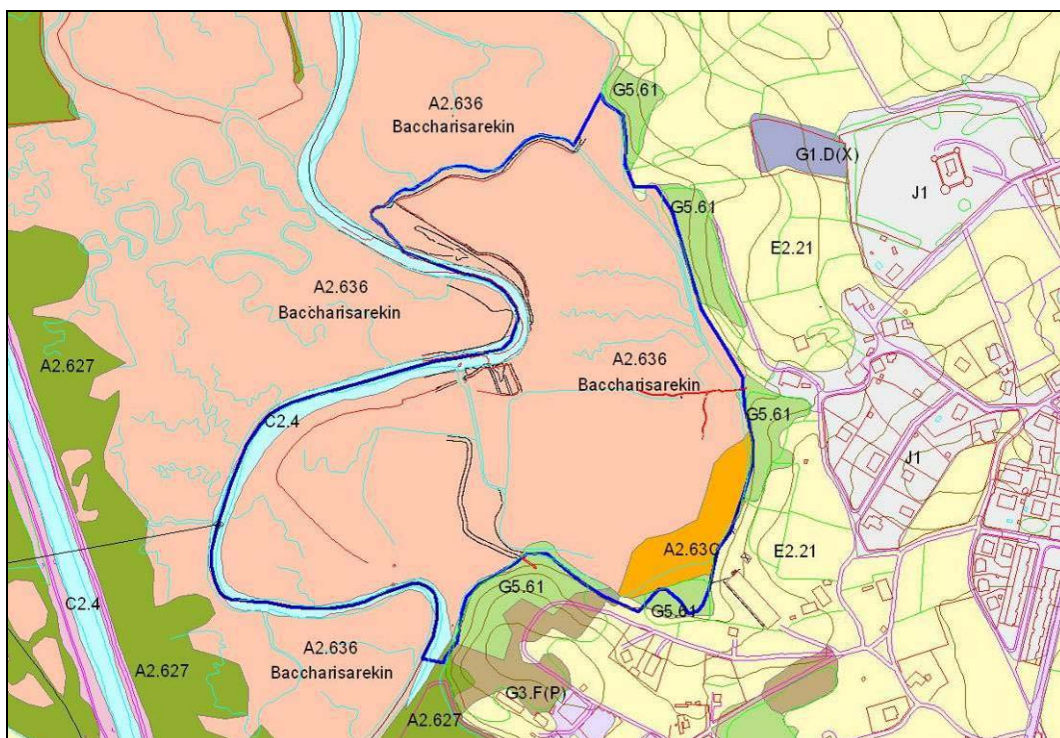 G5.61
A2.636
Baccharisarekin
G1.D(X)
J1
G5.61
E2.21
A2.636
Baccharisarekin
A2.627
A2.636
Baccharisarekin
G5.61
C2.4
J1
A2.63C
E2.21
G5.61
C2.4
G5.61
A2.636
Baccharisarekin
A2.627
G3.F(P)
A2.627